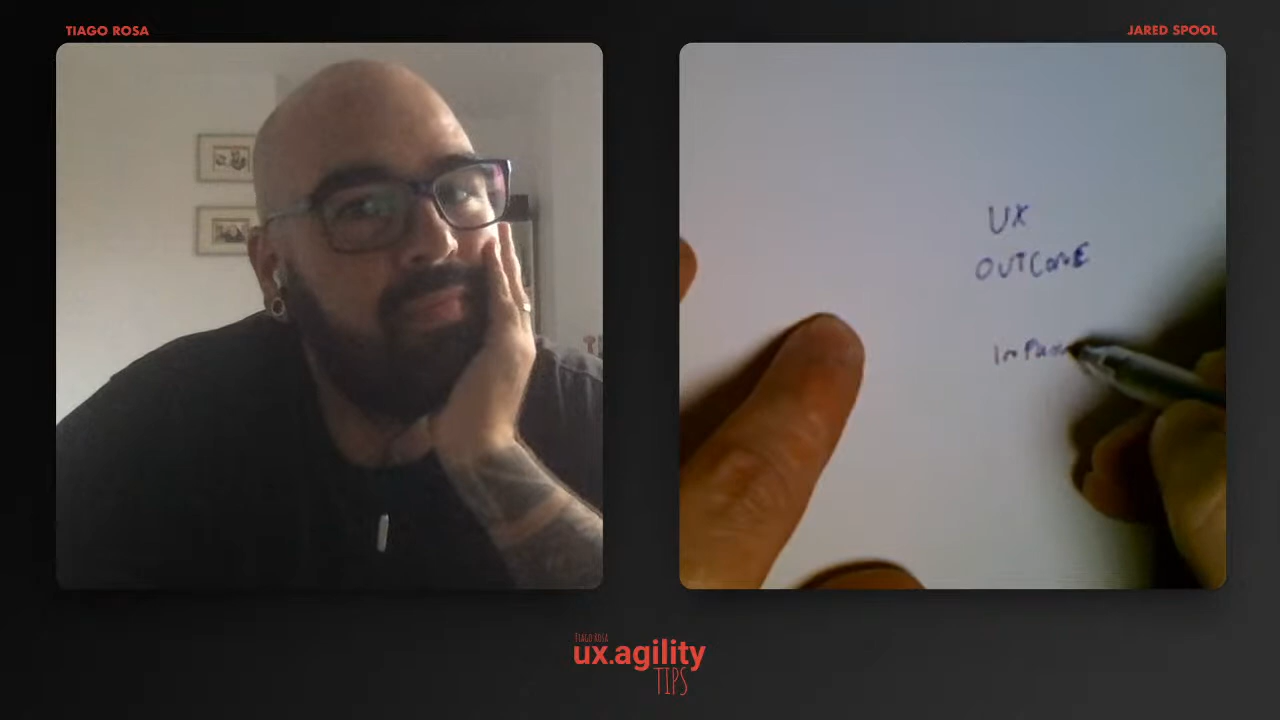 TIAGO ROSA
JARED SPOOL
UX
OUTCOME
Tiago Rosa
ux.agility
TIPS